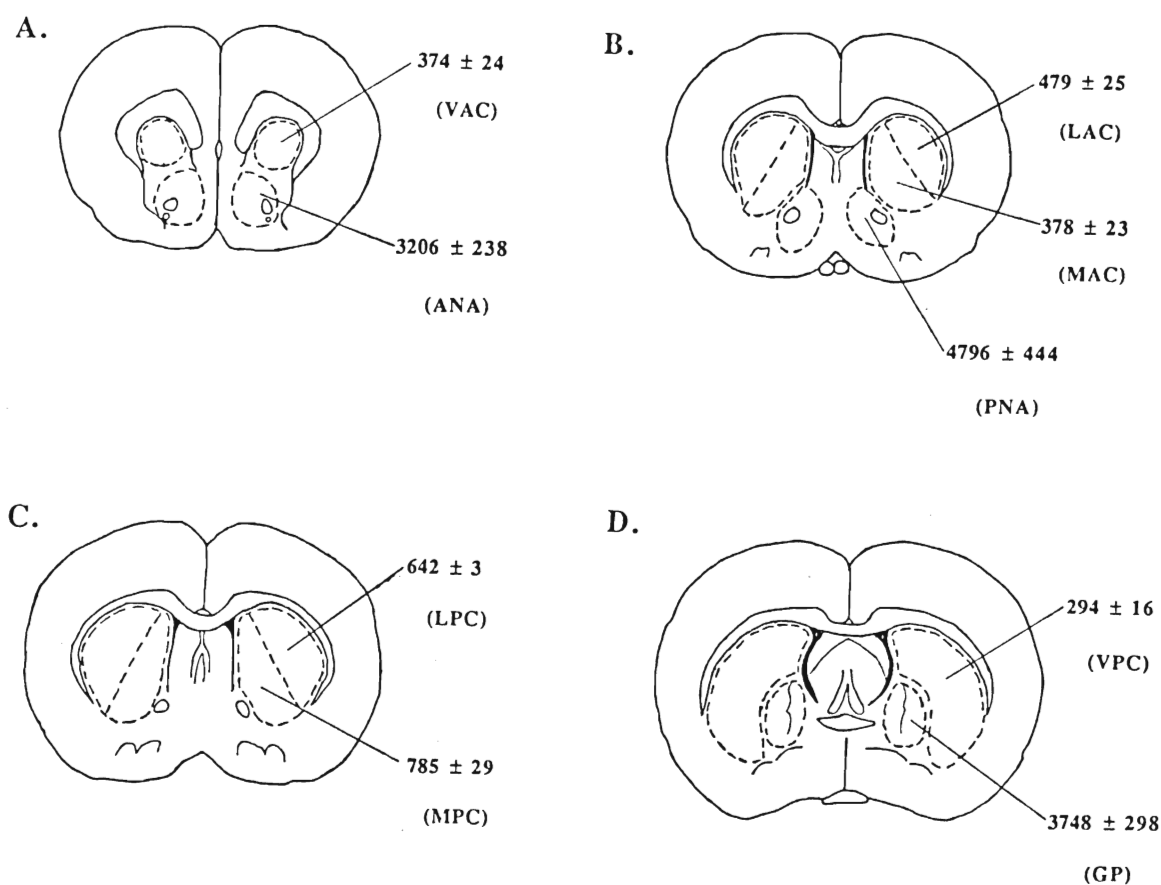 A.
374 ± 24
(VAC)
3206 ± 238
(ANA)
B.
479 ± 25
(LAC)
378 ± 23
(MAC)
4796 ± 444
(PNA)
C.
642 ± 3
(LPC)
785 ± 29
(MPC)
D.
294 ± 16
(VPC)
3748 ± 298
(GP)